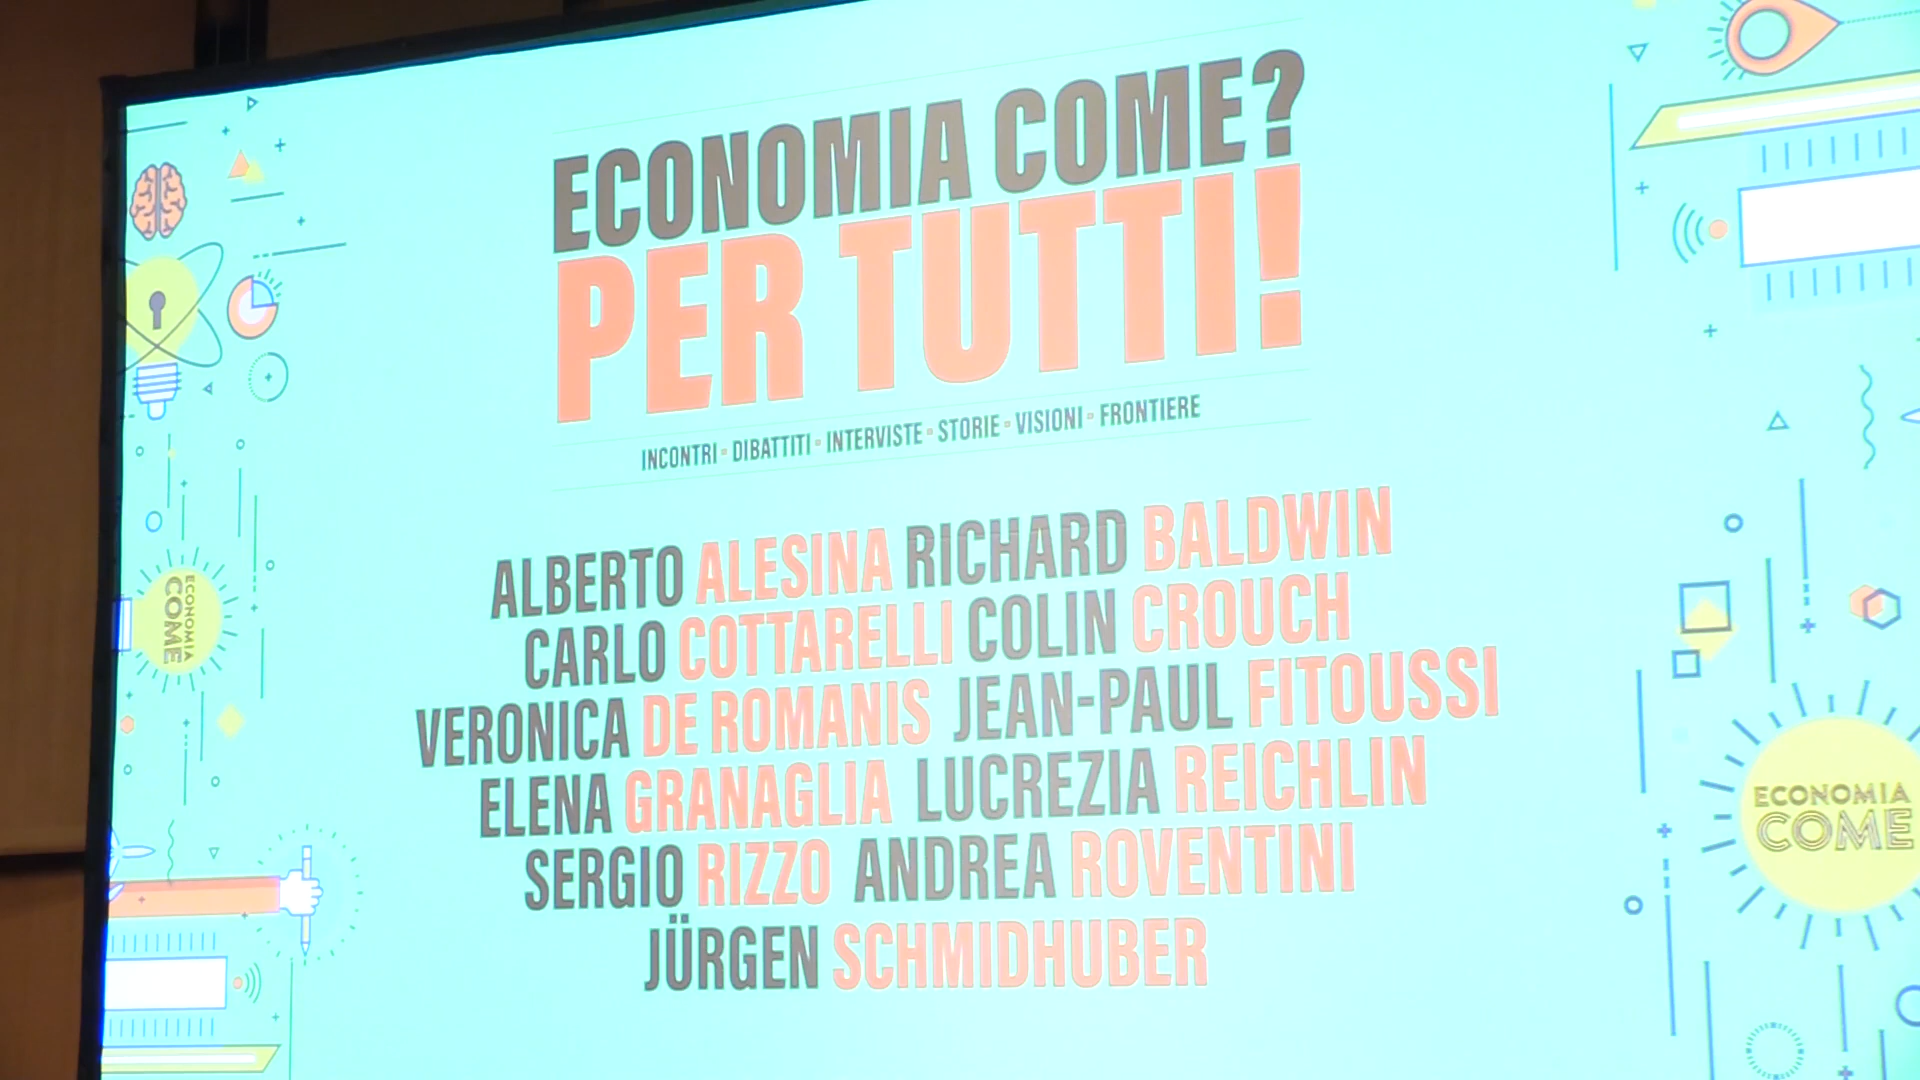 ECONOMIA COME?
PER TUTTI!
INCONTRI - DIBATTITI - INTERVISTE - STORIE - VISIONI - FRONTIERE
ALBERTO ALESINA RICHARD BALDWIN
CARLO COTTARELLI COLIN CROUCH
VERONICA DE ROMANIS JEAN-PAUL FITOUSSI
ELENA GRANAGLIA LUCREZIA REICHLIN
SERGIO RIZZO ANDREA ROVENTINI
JÜRGEN SCHMIDHUBER
ECONOMIA
COME
ECONOMIA
COME